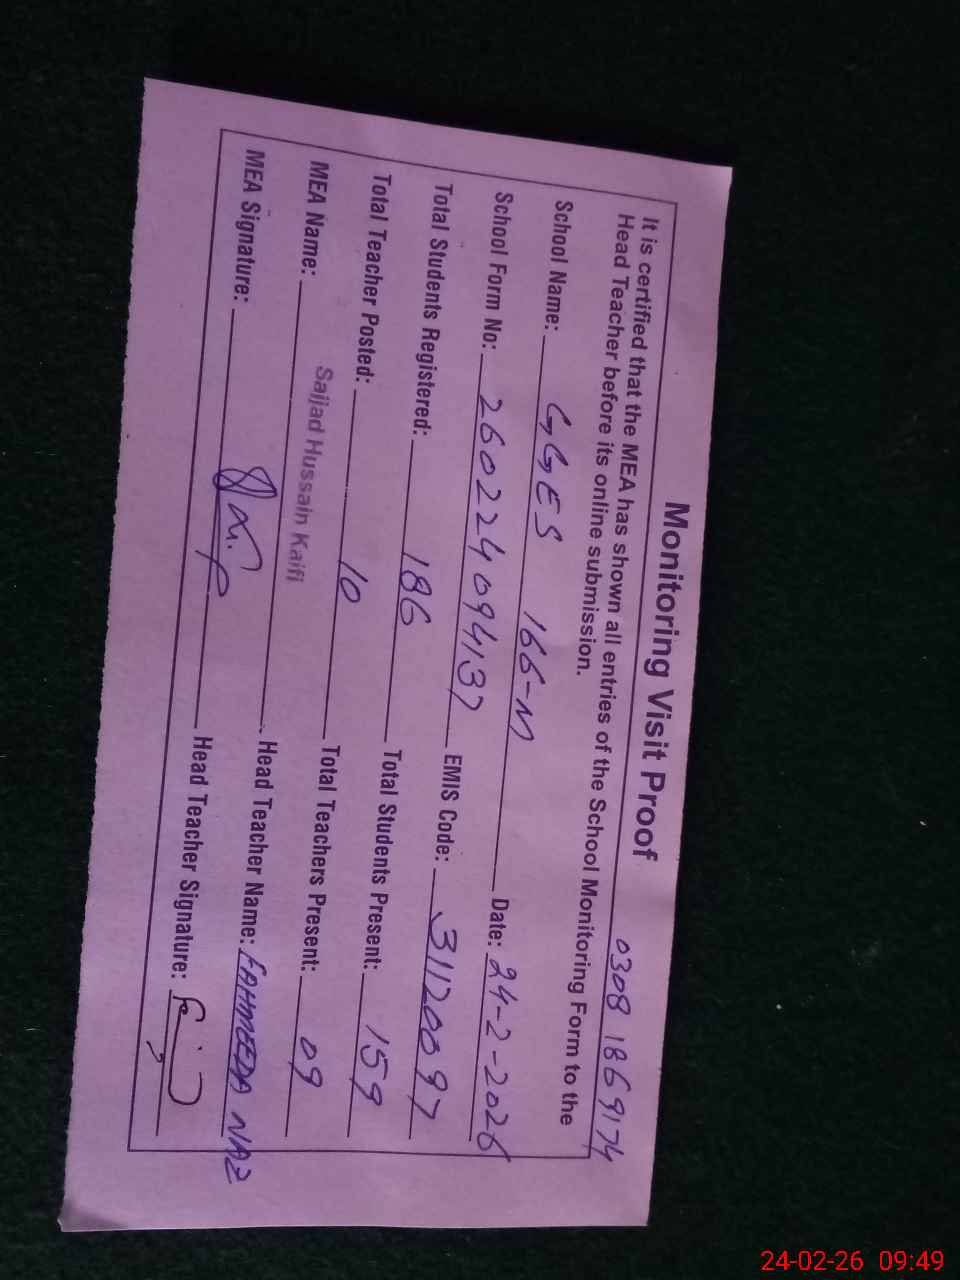 Monitoring Visit Proof
0308 1869174
It is certified that the MEA has shown all entries of the School Monitoring Form to the
Head Teacher before its online submission.
School Name: GGES 166-M Date: 24-2-2026
School Form No: 260224094137 EMIS Code: 31120097
Total Students Registered: 186 Total Students Present: 159
Total Teacher Posted: 10 Total Teachers Present: 09
MEA Name: Sajjad Hussain Kaifi Head Teacher Name: FAHMEEDA NAZ
MEA Signature: Head Teacher Signature:
24-02-26 09:49